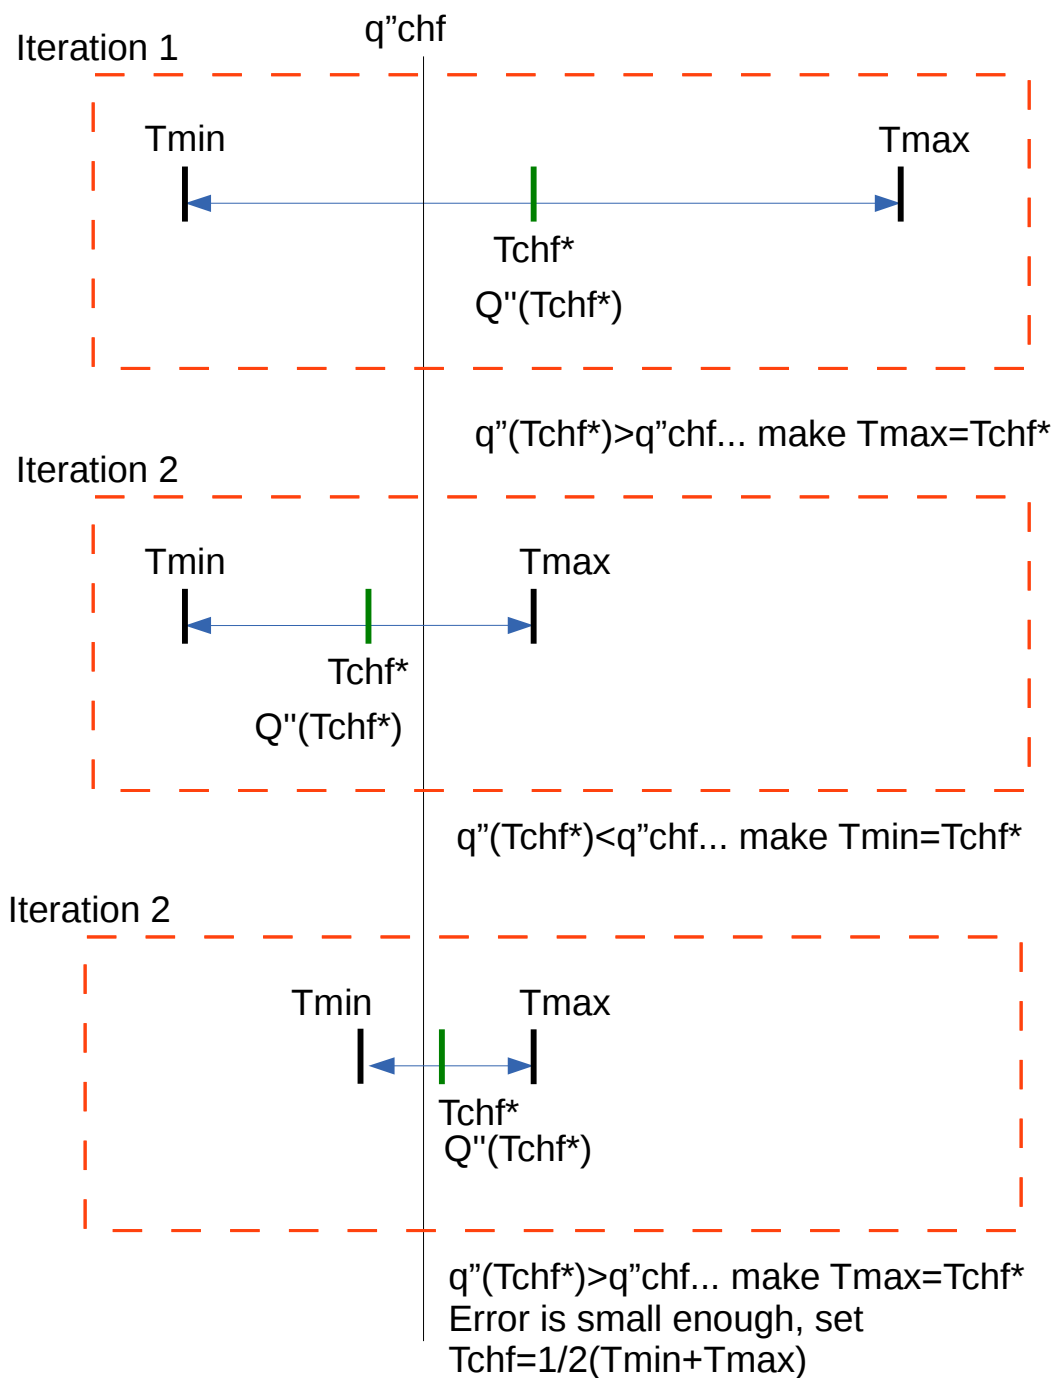 q”chf
Iteration 1
Tmin
Tmax
Tchf*
Q"(Tchf*)
q”(Tchf*)>q”chf... make Tmax=Tchf*
Iteration 2
Tmin
Tmax
Tchf*
Q"(Tchf*)
q”(Tchf*)<q”chf... make Tmin=Tchf*
Iteration 2
Tmin
Tmax
Tchf*
Q"(Tchf*)
q”(Tchf*)>q”chf... make Tmax=Tchf*
Error is small enough, set
Tchf=1/2(Tmin+Tmax)